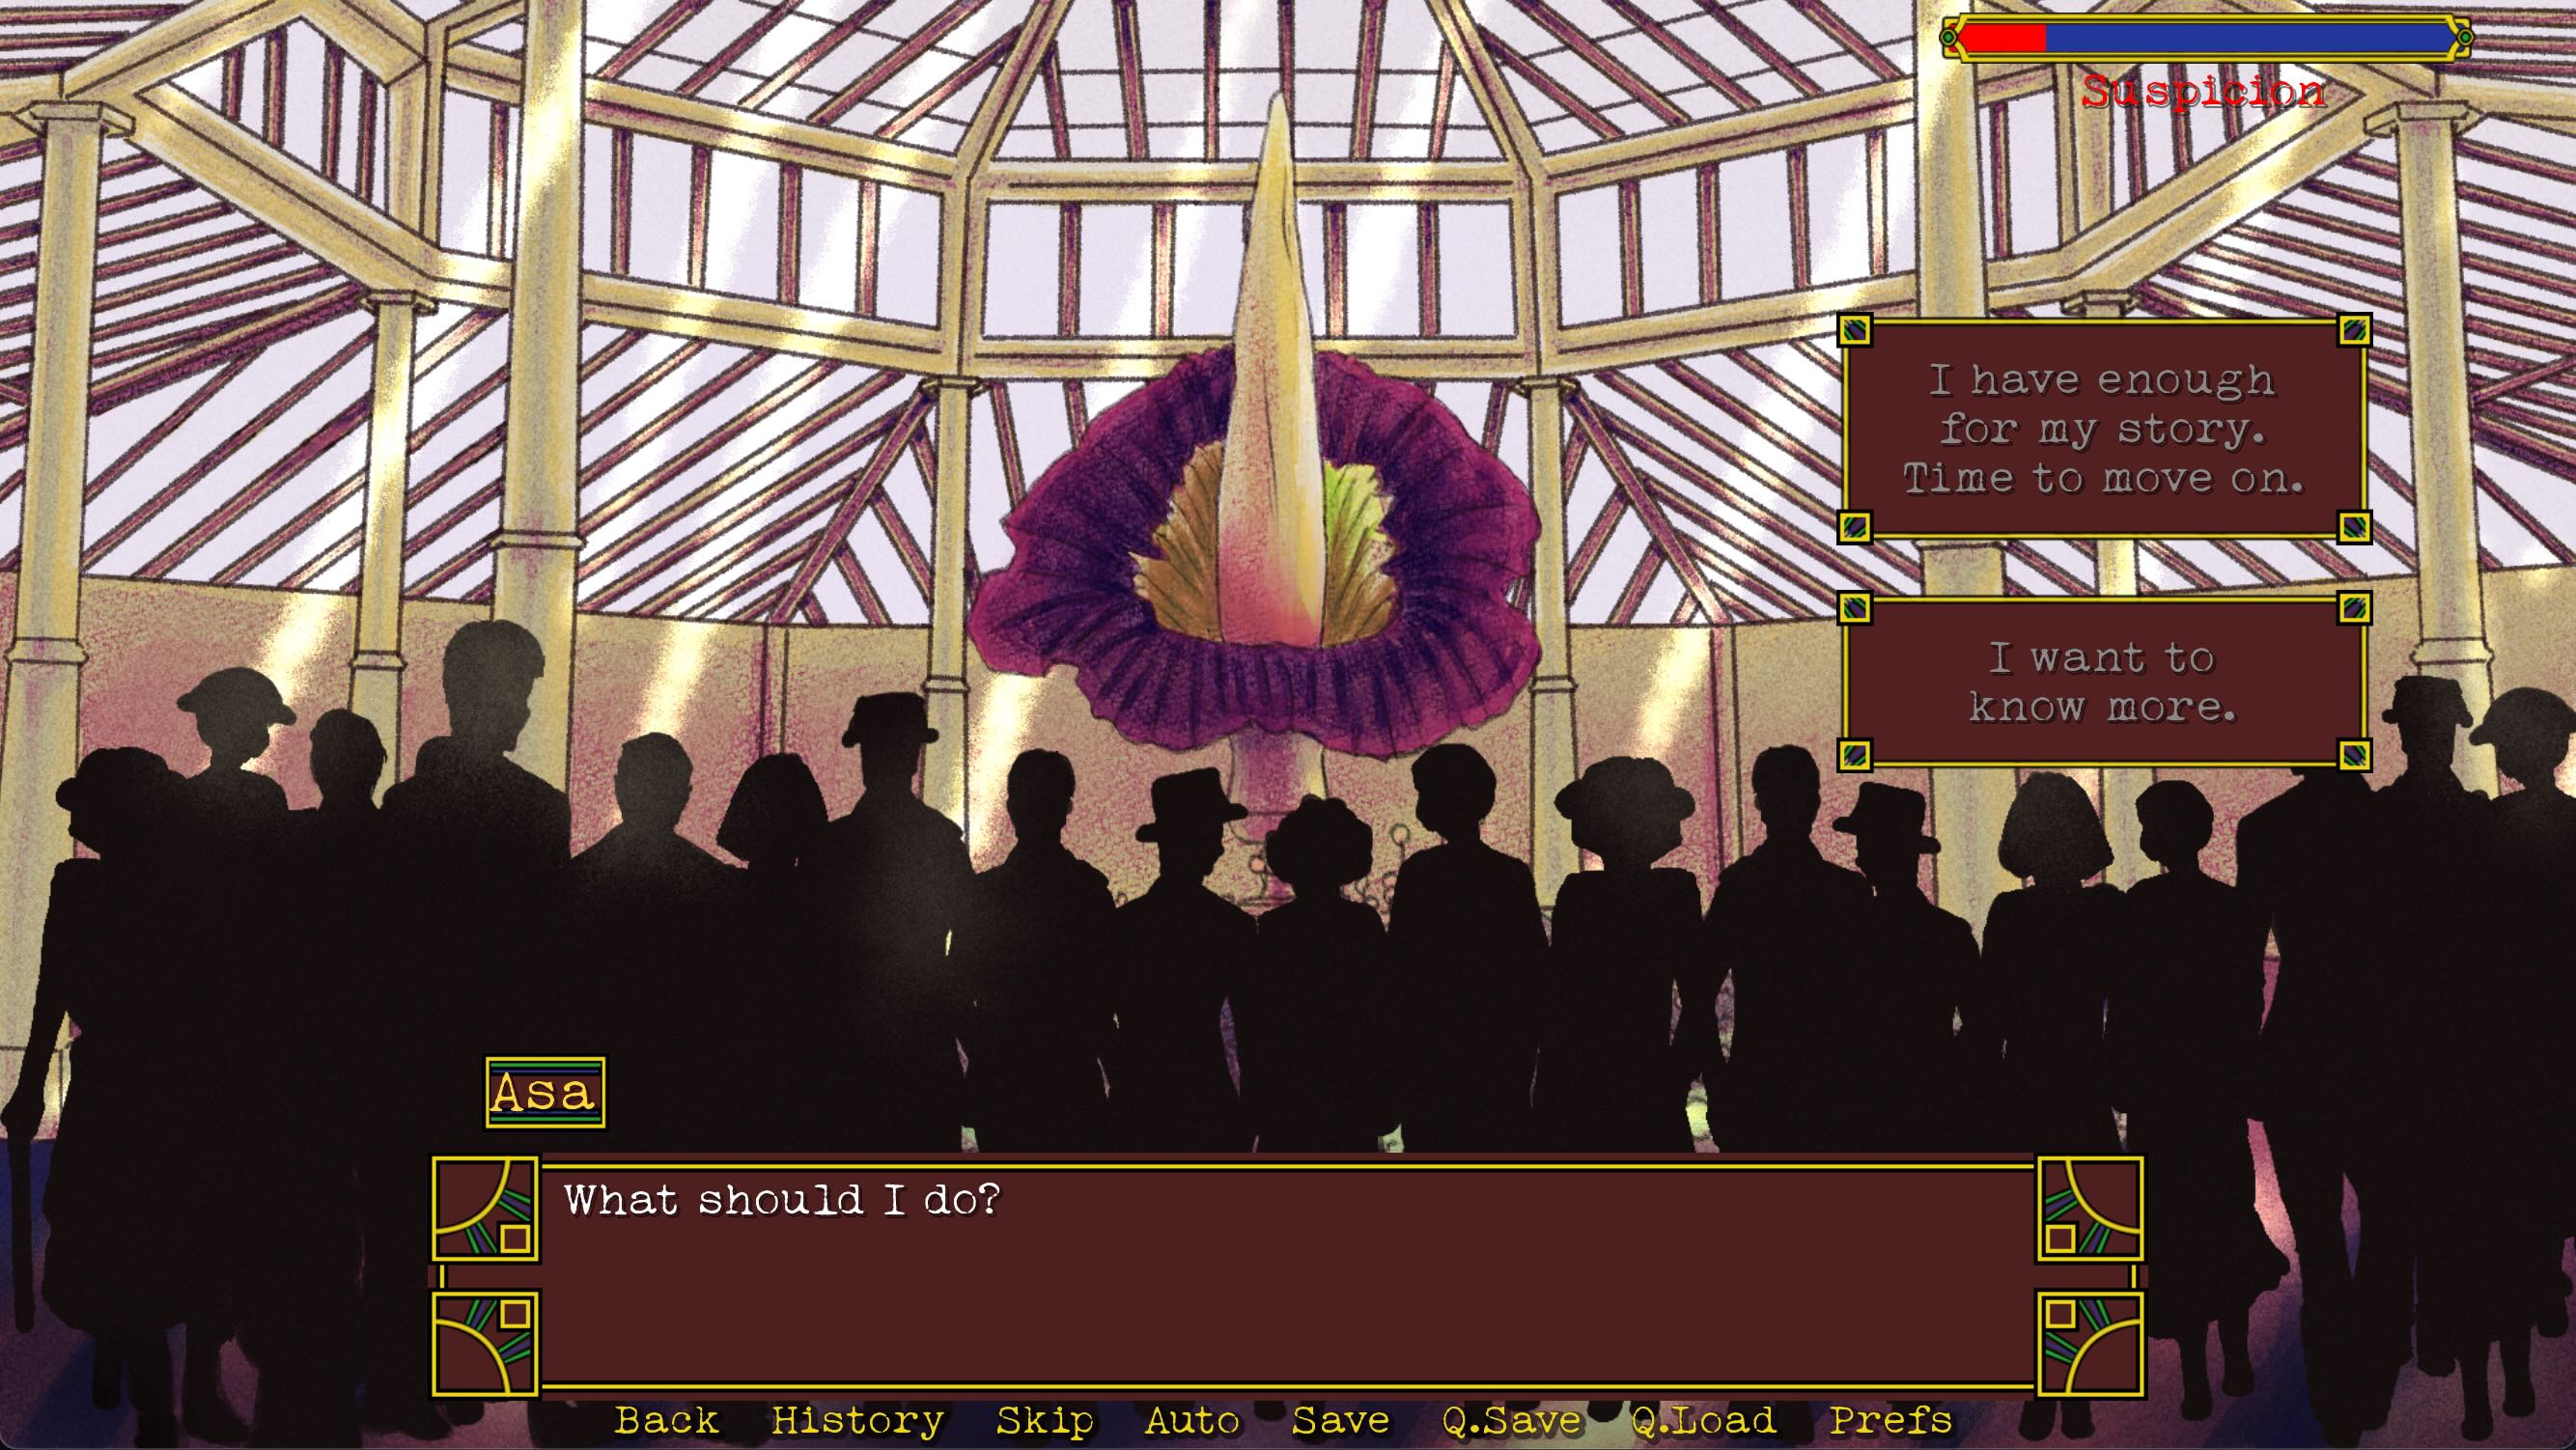 Suspicion
I have enough
for my story.
Time to move on.
I want to
know more.
Asa
What should I do?
Back History Skip Auto Save Q.Save Q.Load Prefs